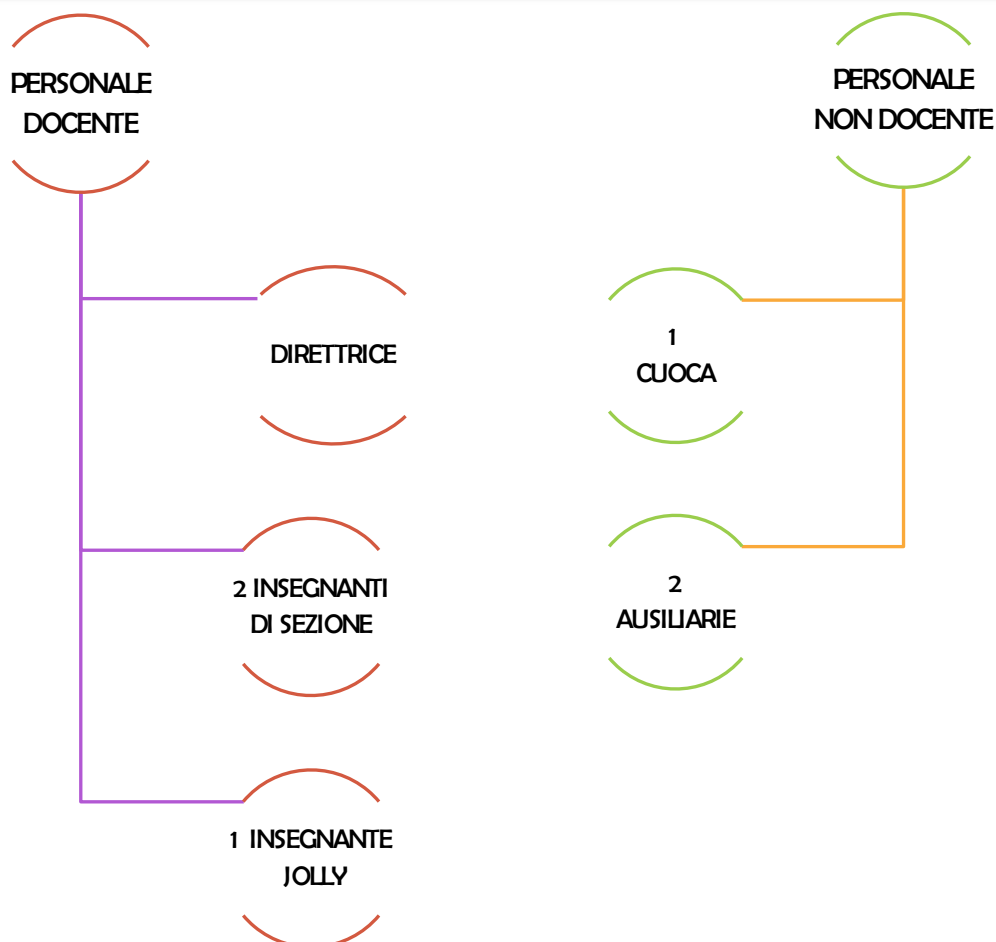 PERSONALE
DOCENTE
PERSONALE
NON DOCENTE
DIRETTRICE
1
CUOCA
2 INSEGNANTI
DI SEZIONE
2
AUSILIARIE
1 INSEGNANTE
JOLLY